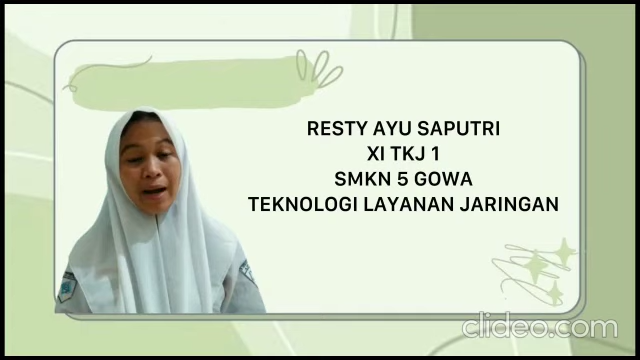 RESTY AYU SAPUTRI
XI TKJ 1
SMKN 5 GOWA
TEKNOLOGI LAYANAN JARINGAN
clideo.com